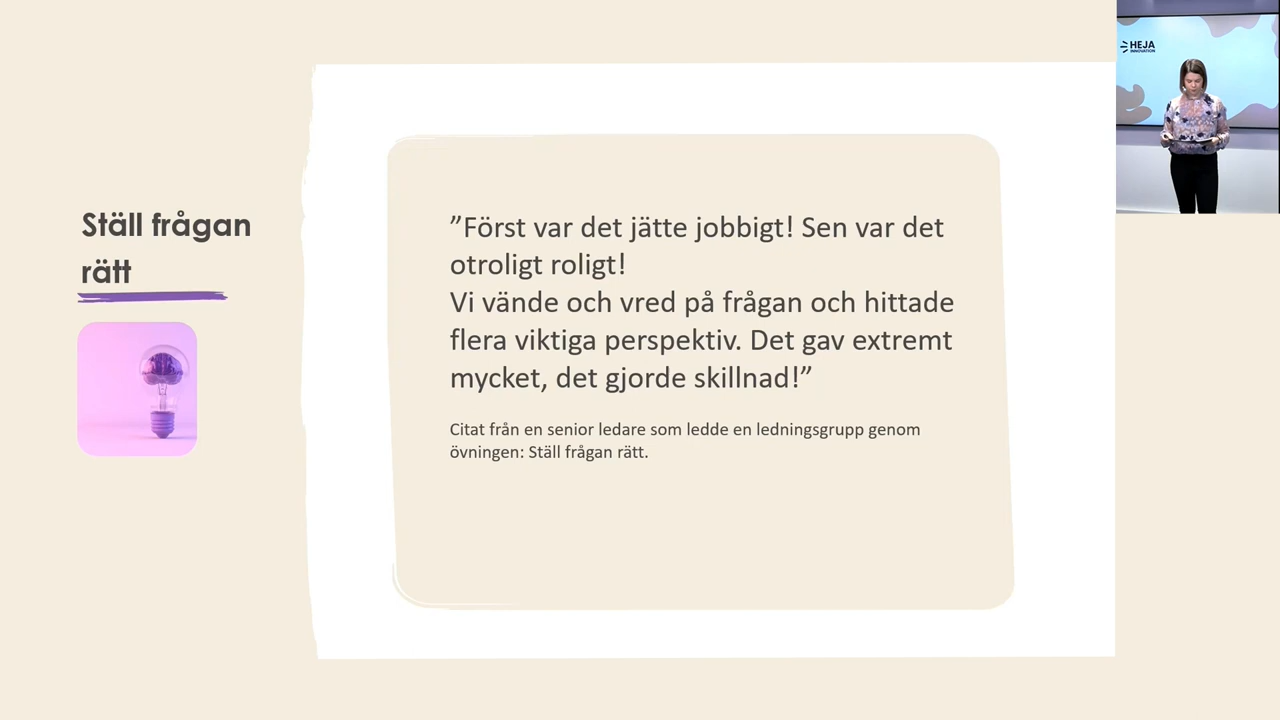 Ställ frågan
rätt
”Först var det jätte jobbigt! Sen var det
otroligt roligt!
Vi vände och vred på frågan och hittade
flera viktiga perspektiv. Det gav extremt
mycket, det gjorde skillnad!”
Citat från en senior ledare som ledde en ledningsgrupp genom
övningen: Ställ frågan rätt.
HEJA
INNOVATION